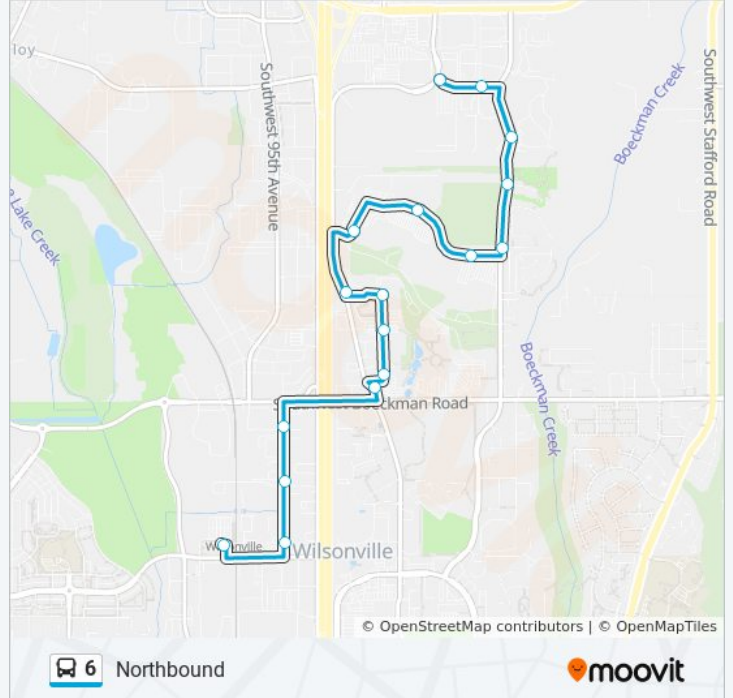 loy
Southwest 95th Avenue
Boeckman Creek
Southwest Stafford Road
Lake Creek
Boeckman Creek
Boeckman Road
Wilsonville
© OpenStreetMap contributors | © OpenMapTiles
6 Northbound
moovit